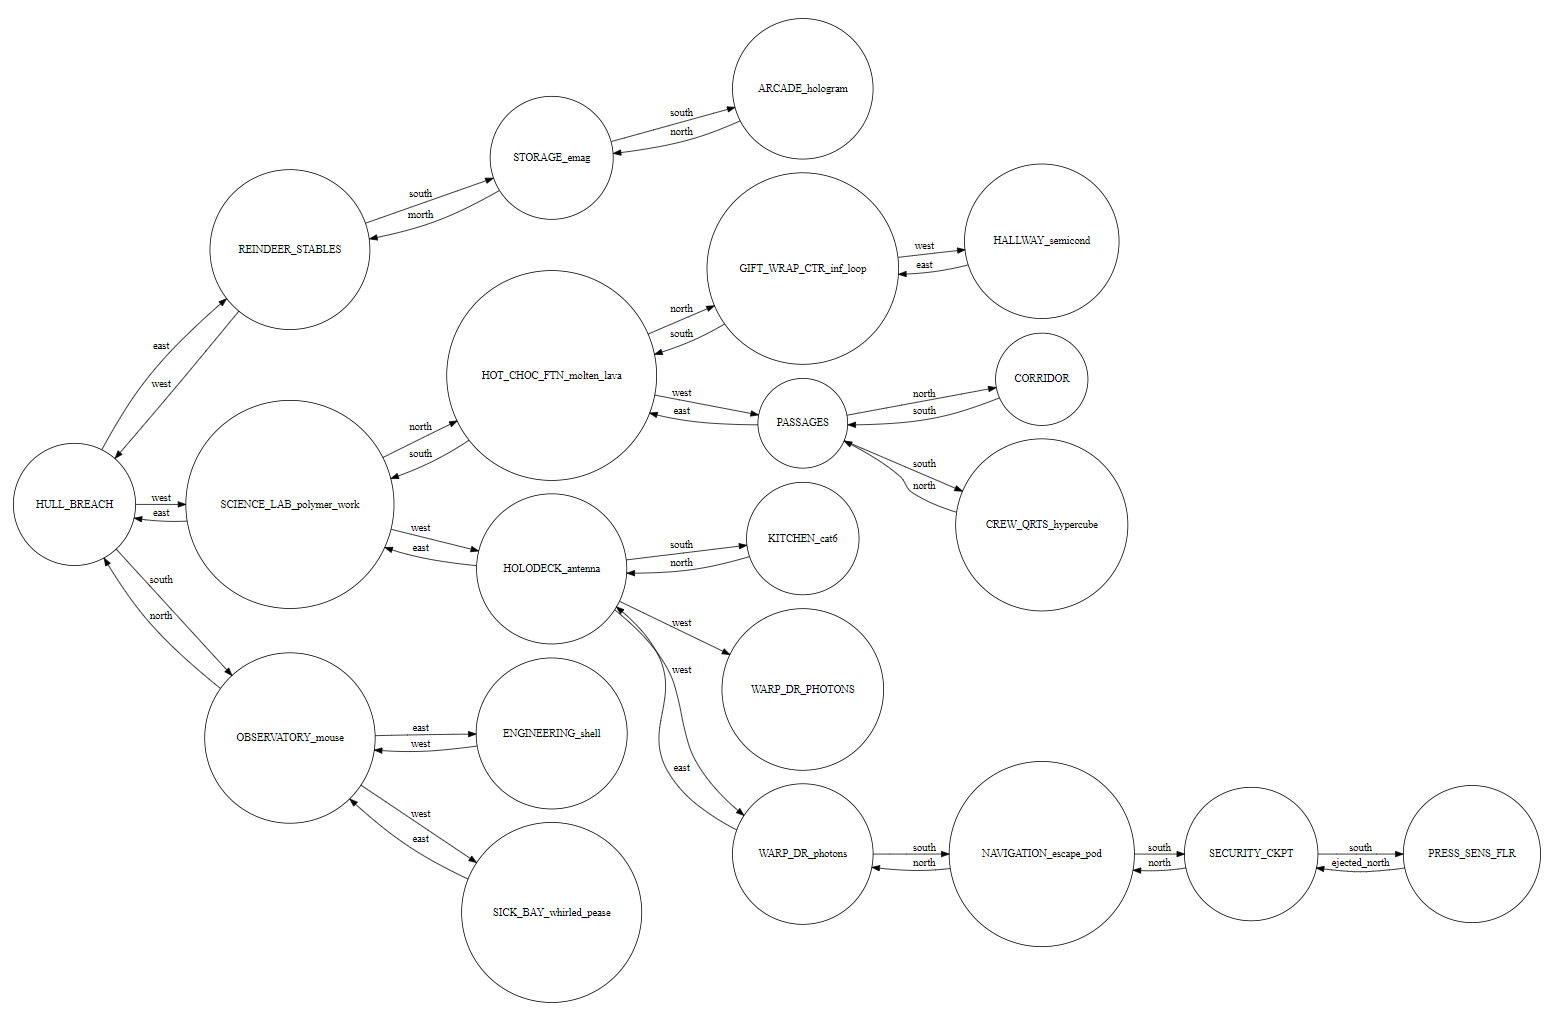 ARCADE_hologram
south
north
STORAGE_emag
south
morth
REINDEER_STABLES
HALLWAY_semicond
west
east
GIFT_WRAP_CTR_inf_loop
north
south
east
west
HOT_CHOC_FTN_molten_lava
CORRIDOR
north
south
west
east
PASSAGES
north
south
south
north
CREW_QRTS_hypercube
HULL_BREACH
west
east
SCIENCE_LAB_polymer_work
west
east
HOLODECK_antenna
south
north
KITCHEN_cat6
south
north
west
WARP_DR_PHOTONS
west
east
OBSERVATORY_mouse
east
west
ENGINEERING_shell
west
east
SICK_BAY_whirled_pease
WARP_DR_photons
south
north
NAVIGATION_escape_pod
south
north
SECURITY_CKPT
south
ejected_north
PRESS_SENS_FLR